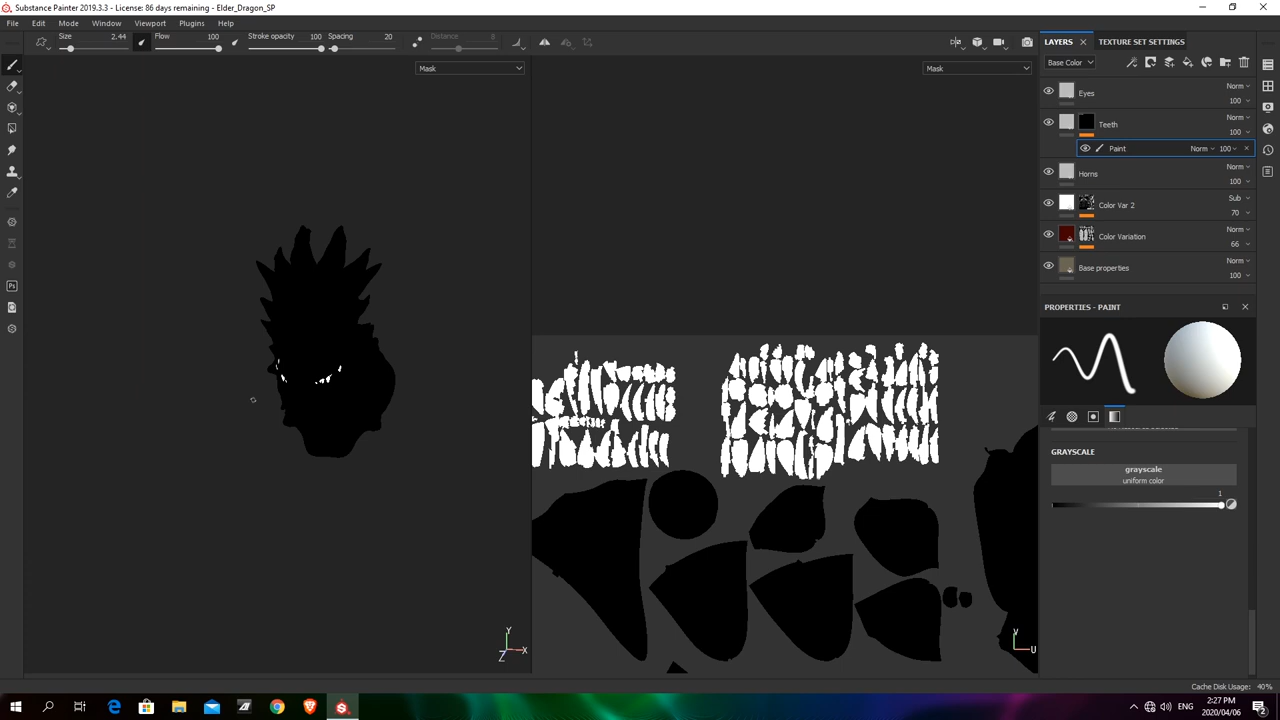 Substance Painter 2019.3.3 - License: 86 days remaining - Elder_Dragon_SP
File Edit Mode Window Viewport Plugins Help
Size 2.44 Flow 100 Stroke opacity 100 Spacing 20 Distance 8
Mask
Mask
LAYERS TEXTURE SET SETTINGS
Base Color
Eyes Norm 100
Teeth Norm 100
Paint Norm 100
Horns Norm 100
Color Var 2 Sub 70
Color Variation Norm 66
Base properties Norm 100
PROPERTIES - PAINT
GRAYSCALE
grayscale
uniform color
1
Ps
Y
X
Z
V
U
Cache Disk Usage: 40%
ENG
2:27 PM
2020/04/06
2